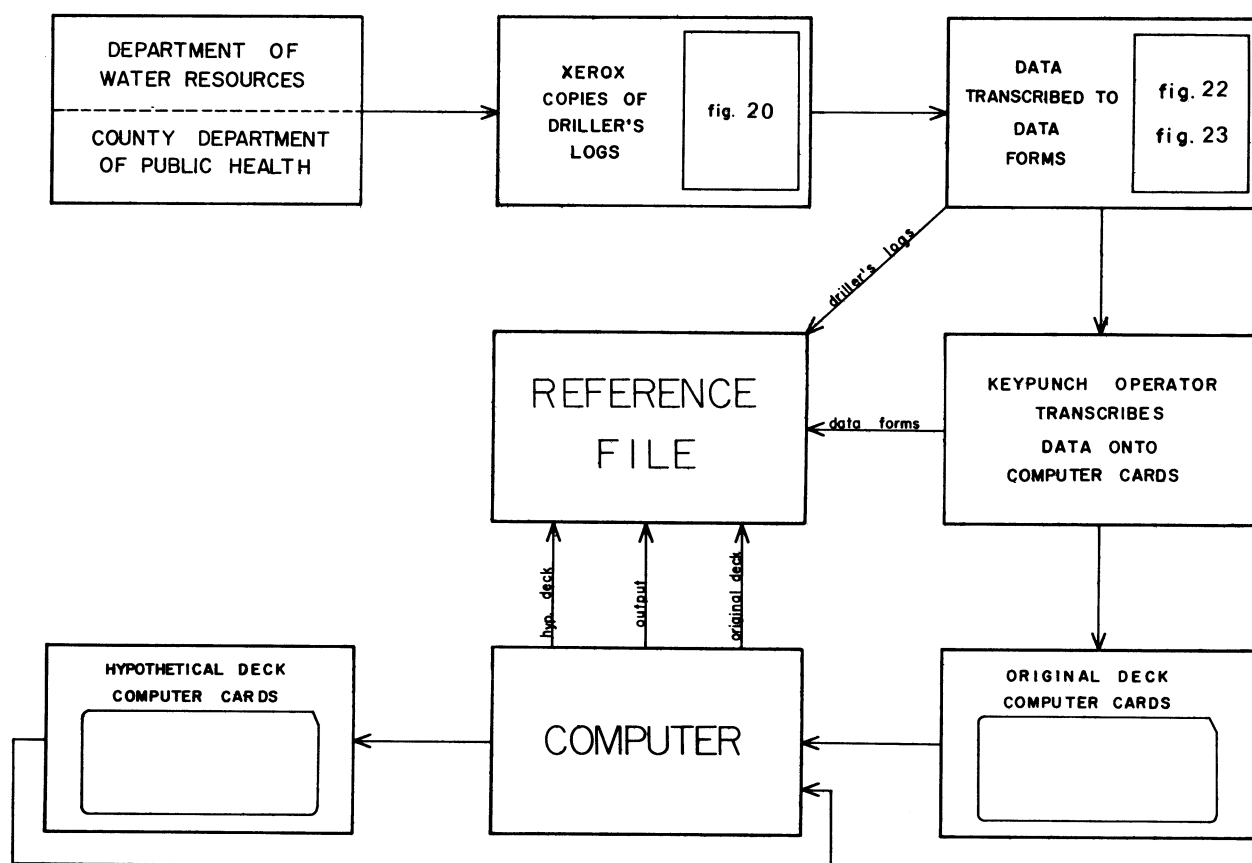 DEPARTMENT OF
WATER RESOURCES
COUNTY DEPARTMENT
OF PUBLIC HEALTH
XEROX
COPIES OF
DRILLER'S
LOGS
fig. 20
DATA
TRANSCRIBED TO
DATA
FORMS
fig. 22
fig. 23
driller's logs
REFERENCE
FILE
data forms
KEYPUNCH OPERATOR
TRANSCRIBES
DATA ONTO
COMPUTER CARDS
hyp. deck
output
original deck
HYPOTHETICAL DECK
COMPUTER CARDS
COMPUTER
ORIGINAL DECK
COMPUTER CARDS